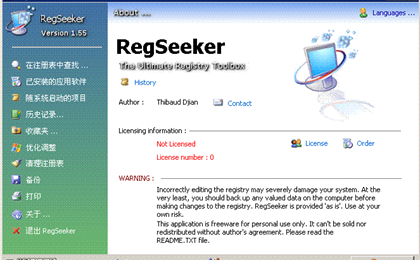 RegSeeker
Version 1.55
在注册表中查找 ...
已安装的应用软件
随系统启动的项目
历史记录...
收藏夹 ...
优化调整
清理注册表
备份
打印
关于 ...
退出 RegSeeker
About ...
Languages ...
RegSeeker
The Ultimate Registry Toolbox
History
Author : Thibaud Djian
Contact
Licensing information :
Not Licensed
License
Order
License number : 0
WARNING :
Incorrectly editing the registry may severely damage your system. At the
very least, you should back up any valued data on the computer before
making changes to the registry. RegSeeker is provided 'as is'. Use at your
own risk.
This application is freeware for personal use only. It can't be sold nor
redistributed without author's agreement. Please read the
README.TXT file.